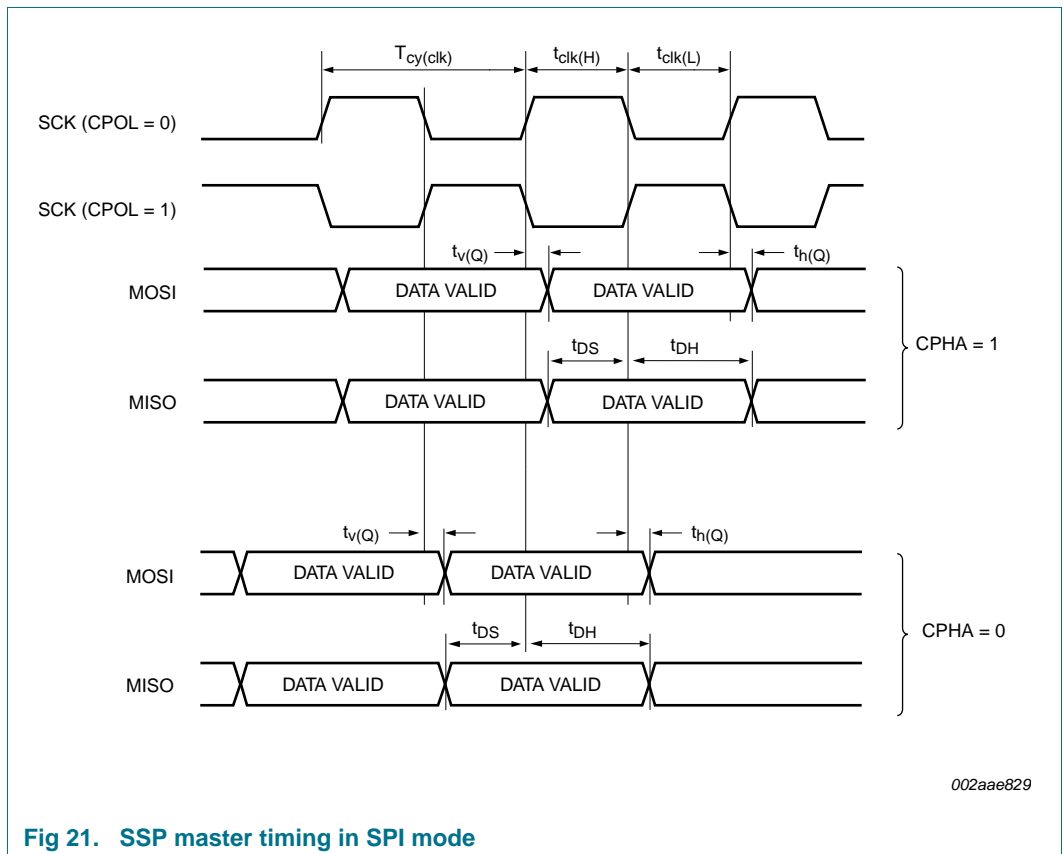 Tcy(clk) tclk(H) tclk(L)
SCK (CPOL = 0)
SCK (CPOL = 1)
tv(Q) th(Q)
MOSI DATA VALID DATA VALID
CPHA = 1
tDS tDH
MISO DATA VALID DATA VALID
tv(Q) th(Q)
MOSI DATA VALID DATA VALID
CPHA = 0
tDS tDH
MISO DATA VALID DATA VALID
002aae829
Fig 21. SSP master timing in SPI mode